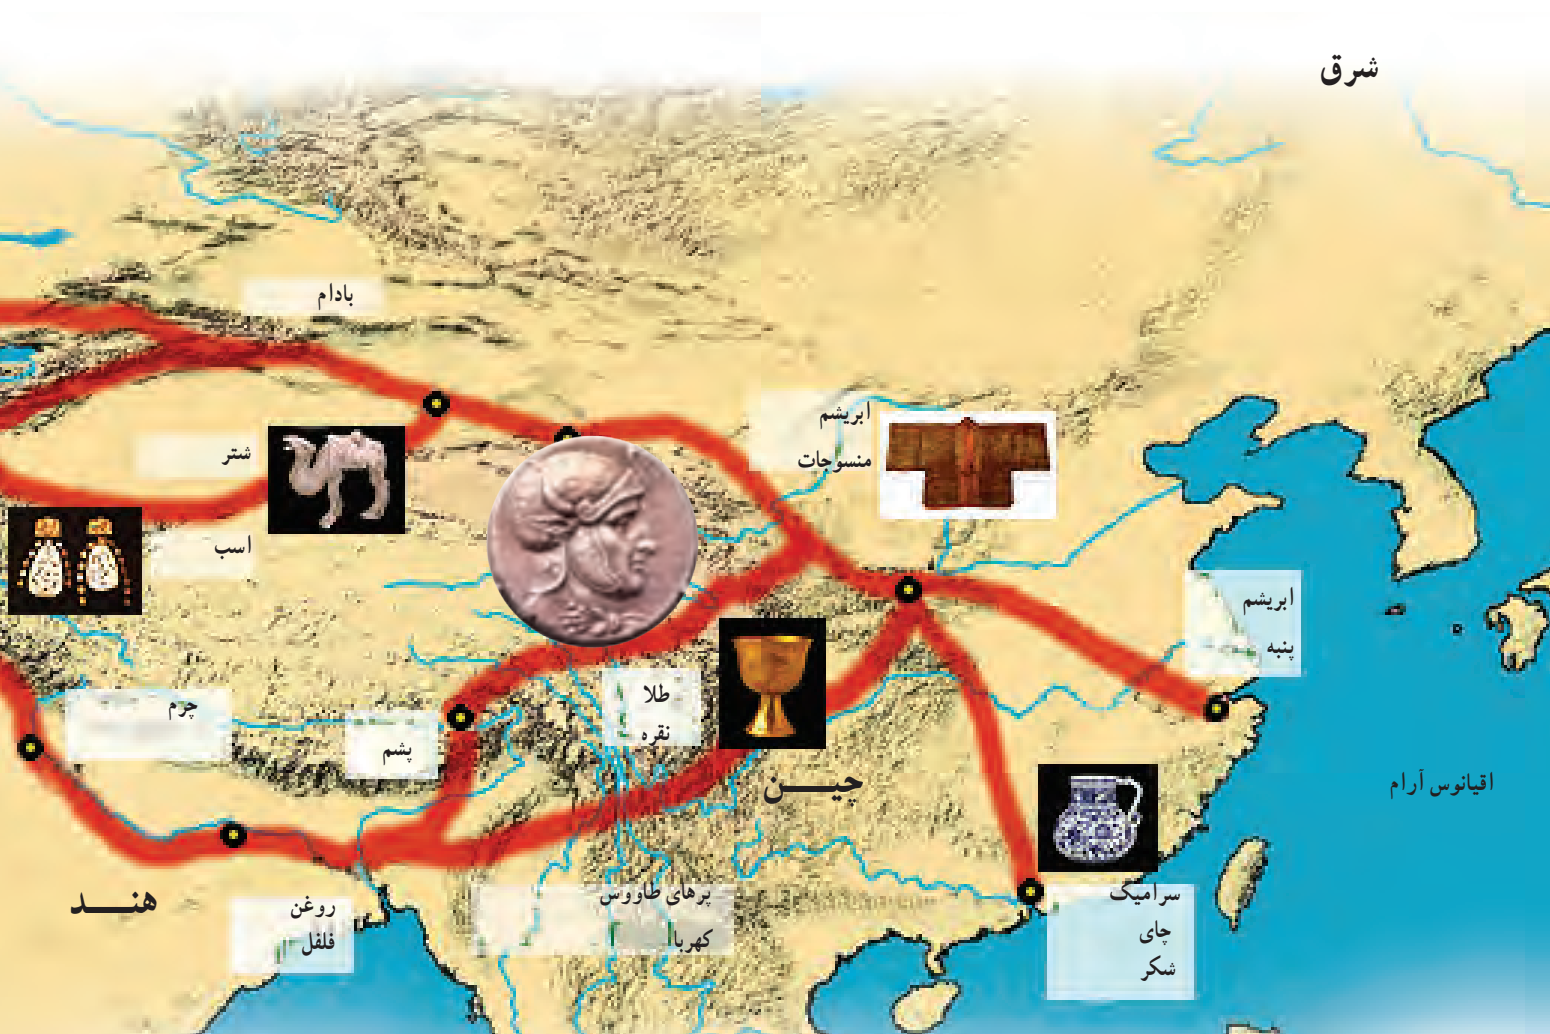 شرق
بادام
ابریشم
منسوجات
شتر
اسب
ابریشم
پنبه
طلا
نقره
چرم
پشم
چیـــن
اقیانوس آرام
هنـــد
روغن
فلفل
پرهای طاووس
کهربا
سرامیک
چای
شکر